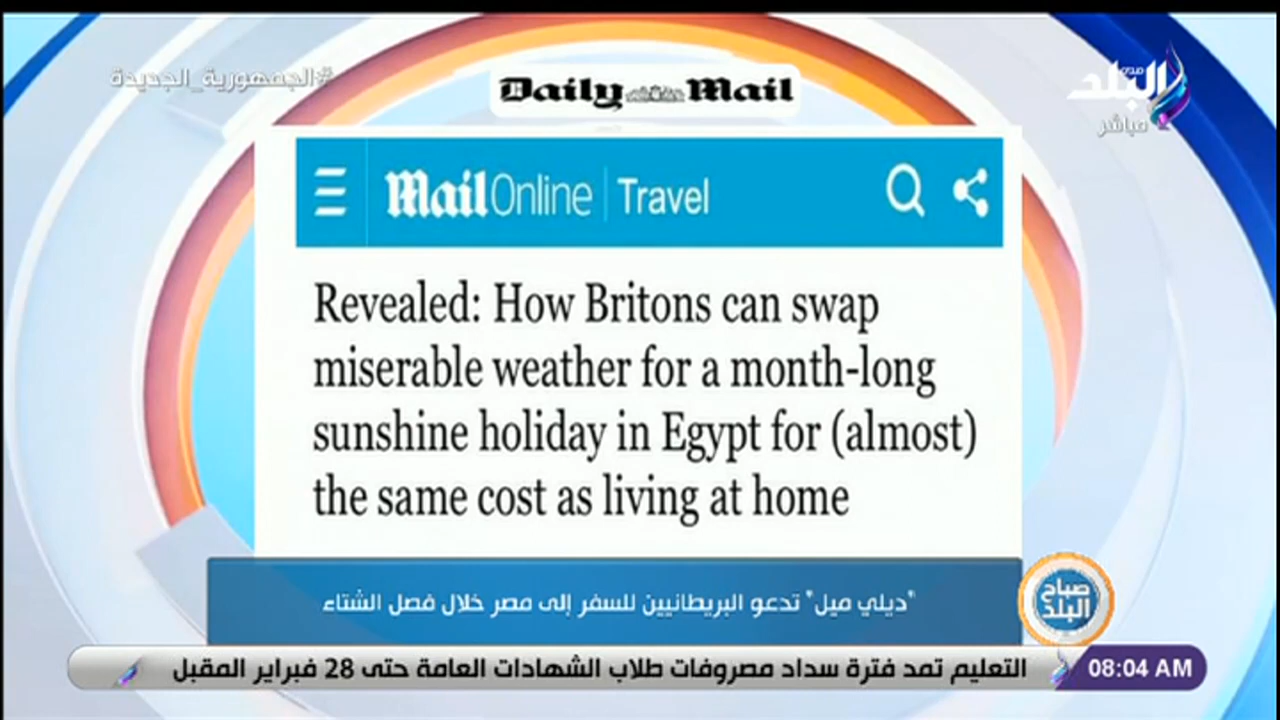 #الجمهورية_الجديدة
Daily Mail
صدى
البلد
مباشر
MailOnline | Travel
Revealed: How Britons can swap
miserable weather for a month-long
sunshine holiday in Egypt for (almost)
the same cost as living at home
"ديلي ميل" تدعو البريطانيين للسفر إلى مصر خلال فصل الشتاء
صباح
البلد
التعليم تمد فترة سداد مصروفات طلاب الشهادات العامة حتى 28 فبراير المقبل
08:04 AM